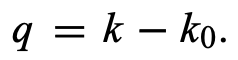 q = k − k₀.